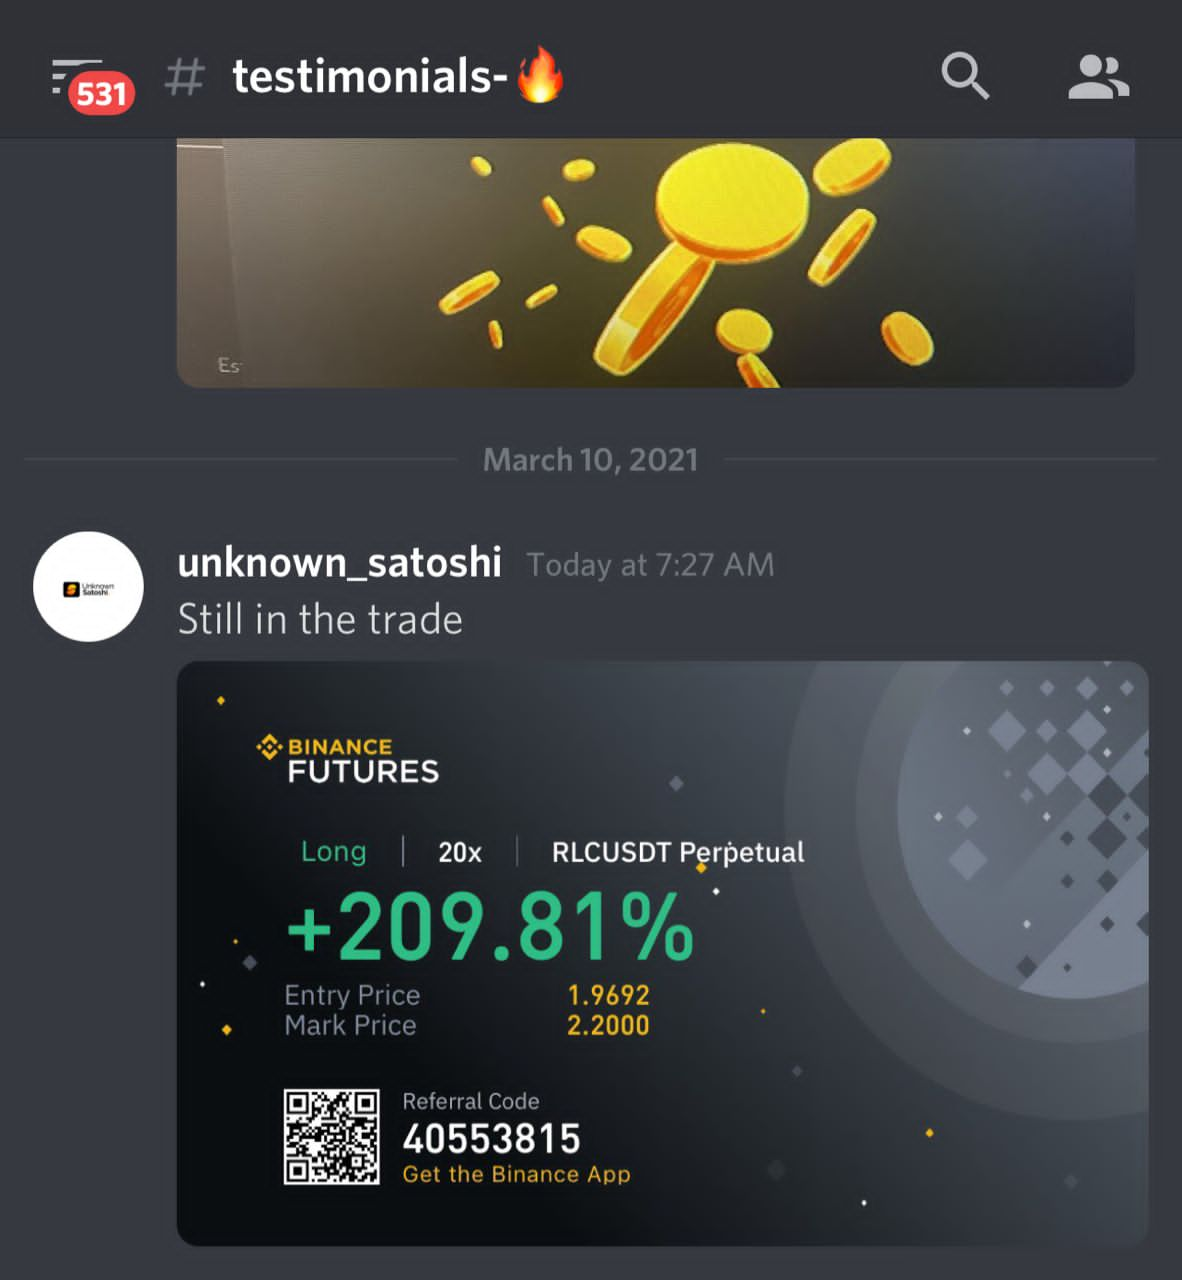 531
# testimonials-🔥
Es
March 10, 2021
unknown_satoshi Today at 7:27 AM
Unknown
Satoshi
Still in the trade
BINANCE
FUTURES
Long | 20x | RLCUSDT Perpetual
+209.81%
Entry Price 1.9692
Mark Price 2.2000
Referral Code
40553815
Get the Binance App